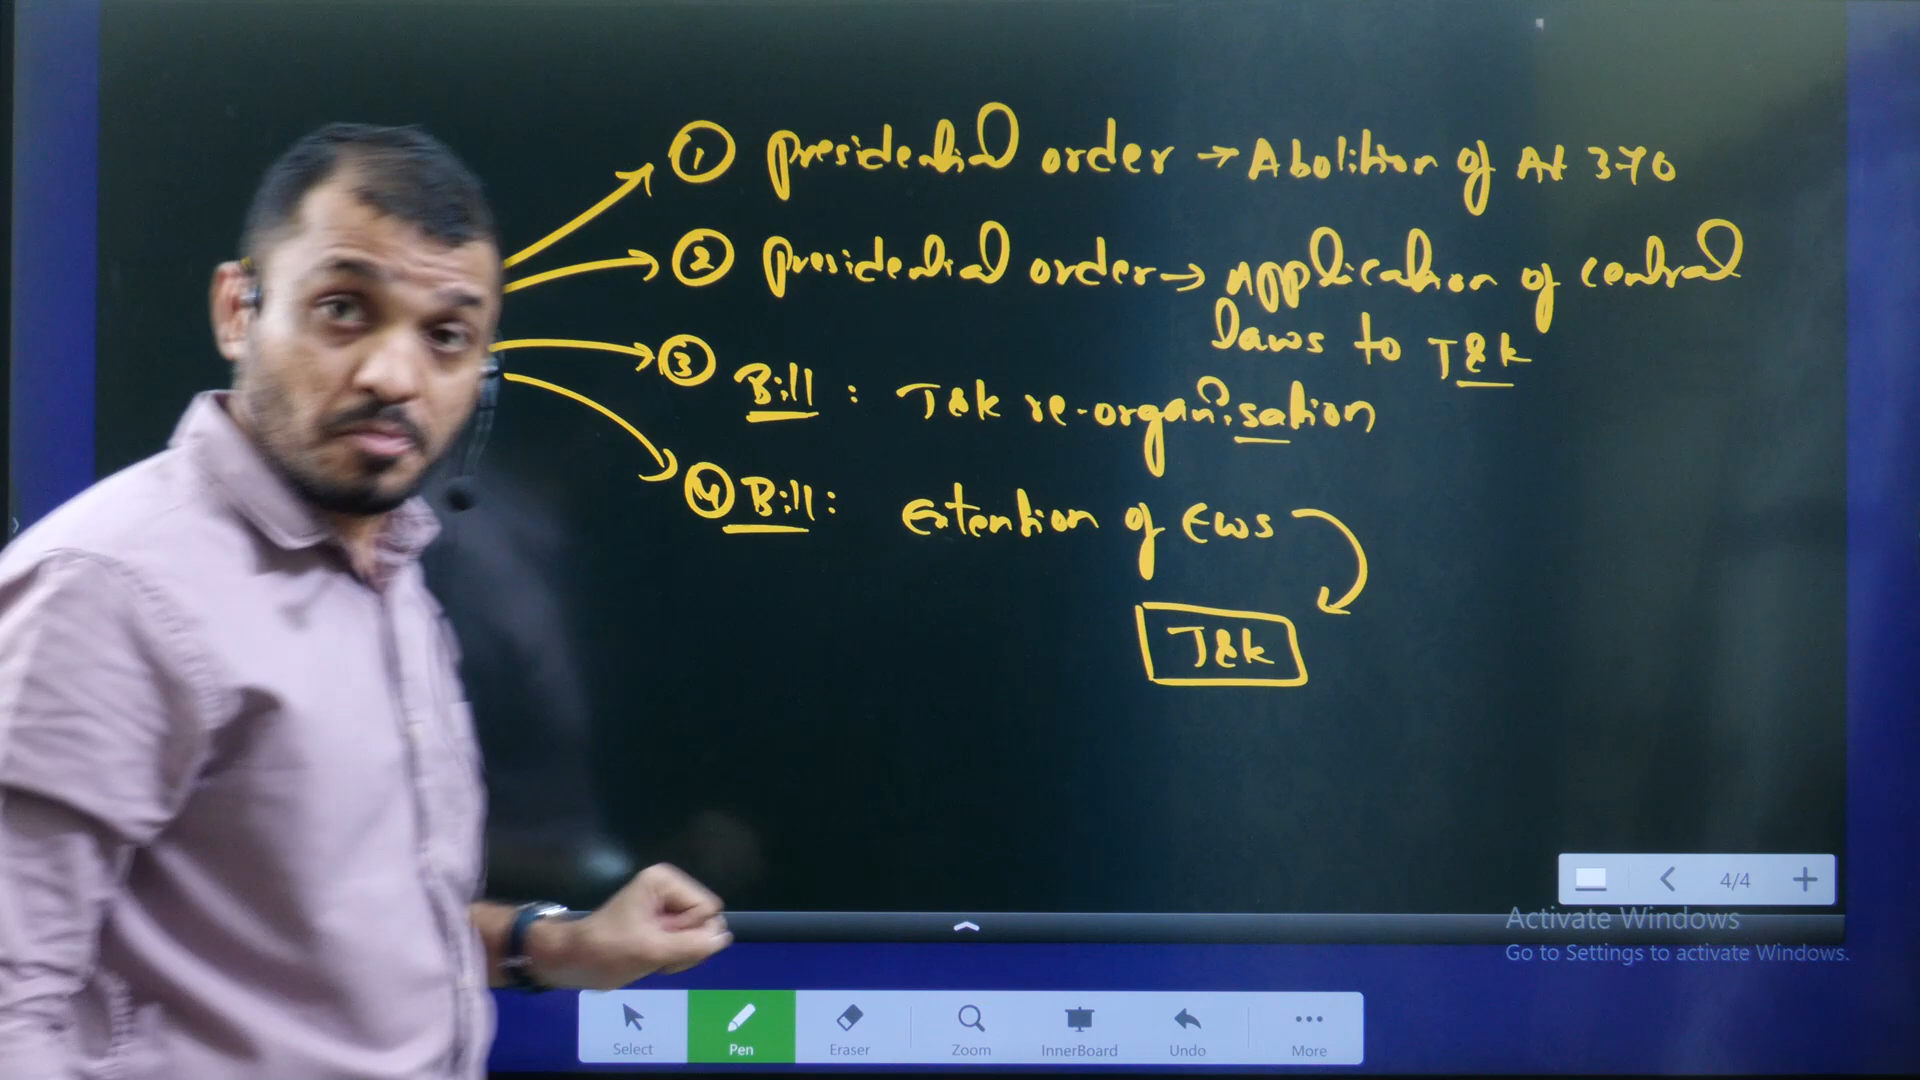 ① presidential order → Abolition of Art 370
② presidential order → Application of central
laws to J&k
③ Bill : J&k re-organisation
④ Bill : Extention of EWS
J&k
4/4
Activate Windows
Go to Settings to activate Windows.
Select Pen Eraser Zoom InnerBoard Undo More